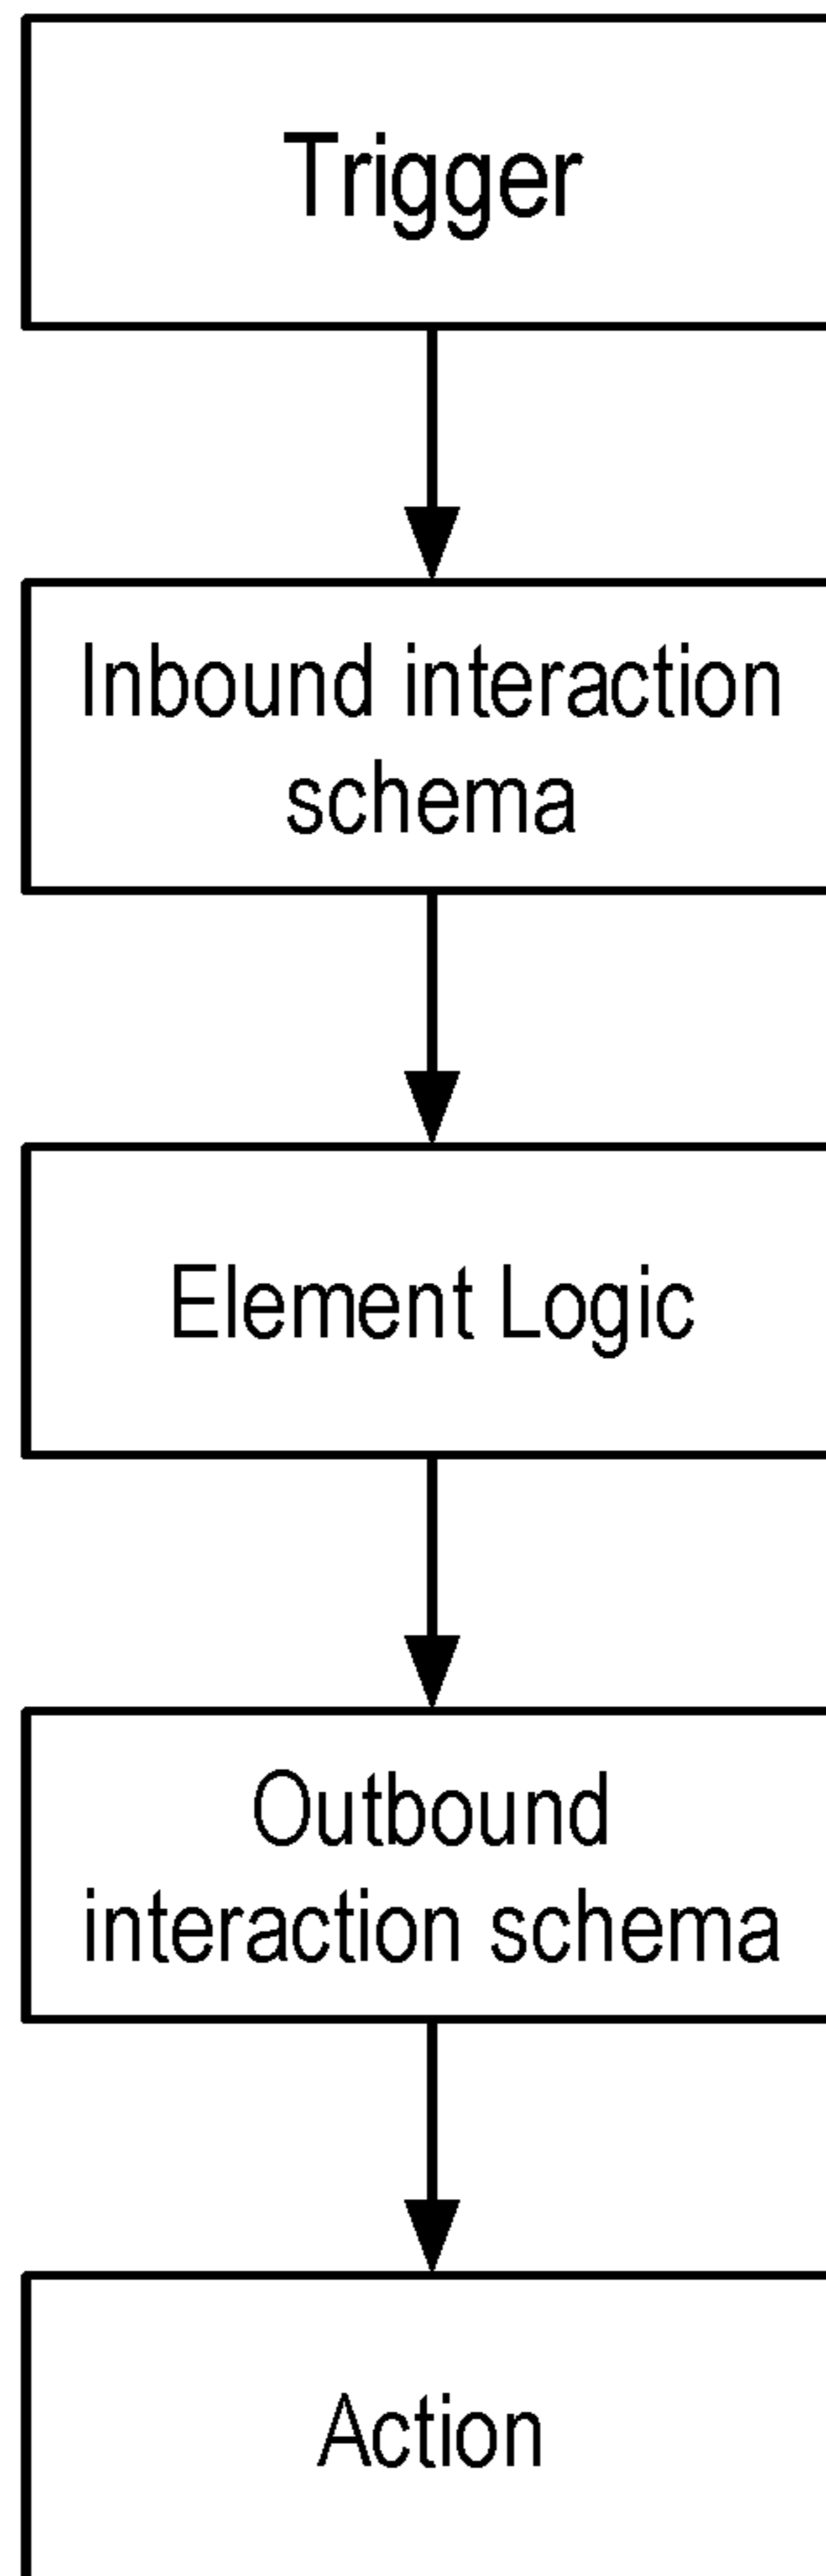 Trigger
Inbound interaction
schema
Element Logic
Outbound
interaction schema
Action